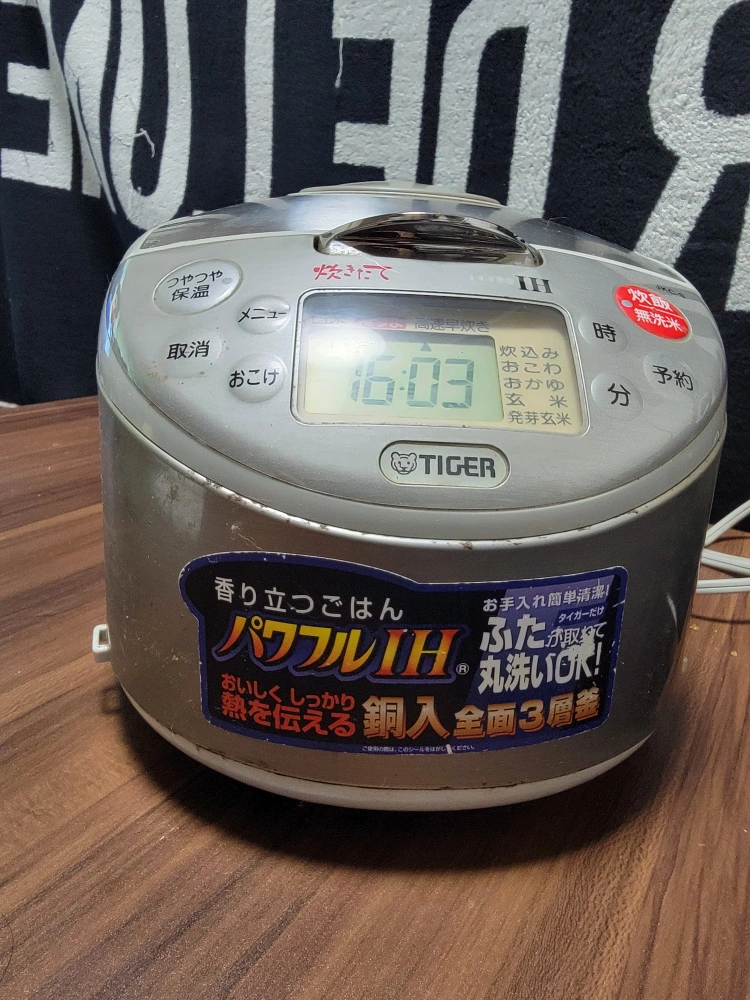 炊きたて
IH
つやつや
保温
メニュー
取消
おこげ
高速早炊き
16:03
炊込み
おこわ
おかゆ
玄米
発芽玄米
炊飯
無洗米
時
分
予約
TIGER
香り立つごはん
パワフルIH®
おいしくしっかり
熱を伝える
銅入全面3層釜
お手入れ簡単清潔!
タイガーだけ
ふたが取れて
丸洗いOK!